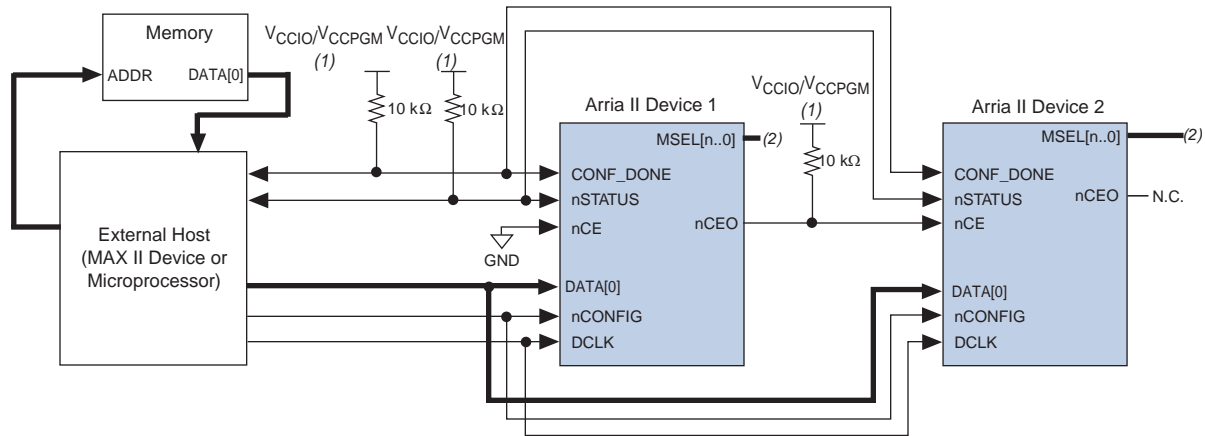 Memory
ADDR
DATA[0]
VCCIO/VCCPGM
(1)
VCCIO/VCCPGM
(1)
10 kΩ
10 kΩ
External Host
(MAX II Device or
Microprocessor)
GND
Arria II Device 1
MSEL[n..0]
(2)
CONF_DONE
nSTATUS
nCE
nCEO
DATA[0]
nCONFIG
DCLK
VCCIO/VCCPGM
(1)
10 kΩ
Arria II Device 2
MSEL[n..0]
(2)
CONF_DONE
nSTATUS
nCEO
N.C.
nCE
DATA[0]
nCONFIG
DCLK